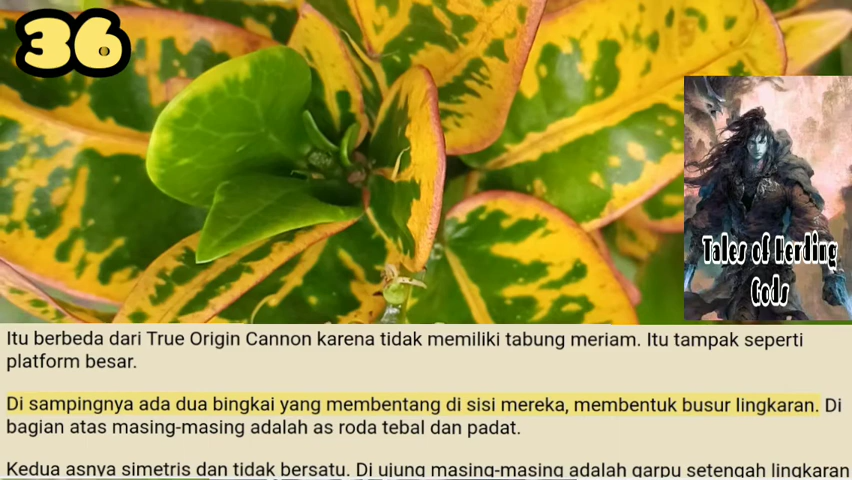 36
Tales of Herding
Gods
Itu berbeda dari True Origin Cannon karena tidak memiliki tabung meriam. Itu tampak seperti
platform besar.
Di sampingnya ada dua bingkai yang membentang di sisi mereka, membentuk busur lingkaran. Di
bagian atas masing-masing adalah as roda tebal dan padat.
Kedua asnya simetris dan tidak bersatu. Di ujung masing-masing adalah garpu setengah lingkaran